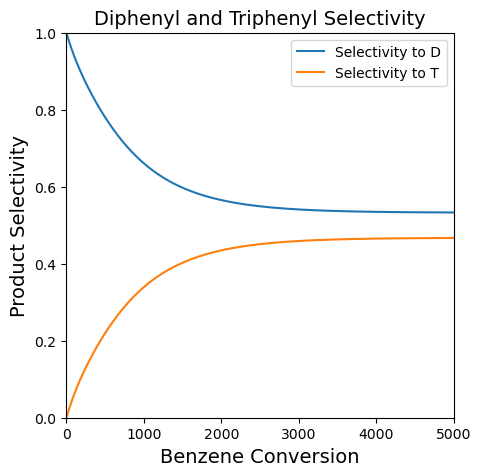 Diphenyl and Triphenyl Selectivity
1.0
0.8
0.6
0.4
0.2
0.0
Product Selectivity
Selectivity to D
Selectivity to T
0 1000 2000 3000 4000 5000
Benzene Conversion